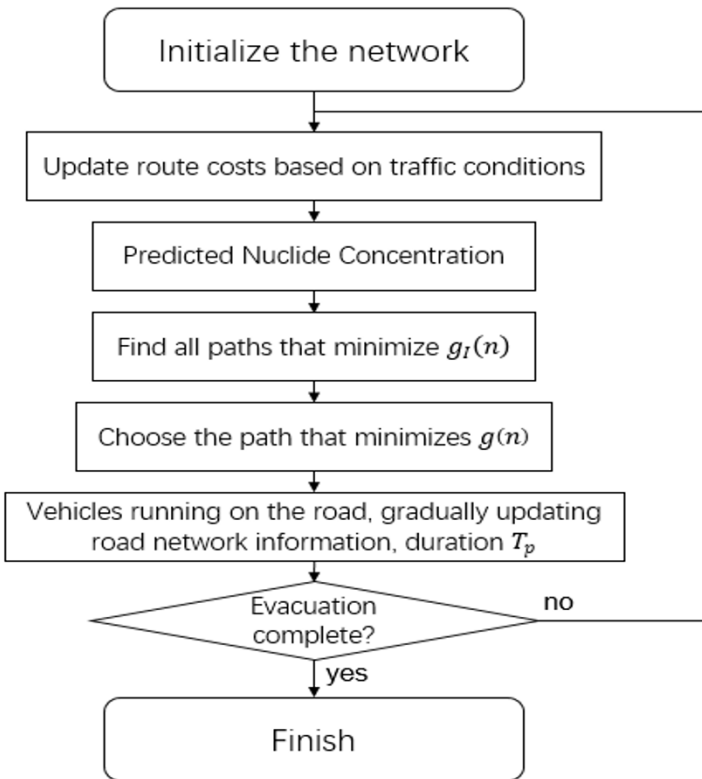 Initialize the network
Update route costs based on traffic conditions
Predicted Nuclide Concentration
Find all paths that minimize g_I(n)
Choose the path that minimizes g(n)
Vehicles running on the road, gradually updating
road network information, duration T_p
Evacuation
complete?
no
yes
Finish